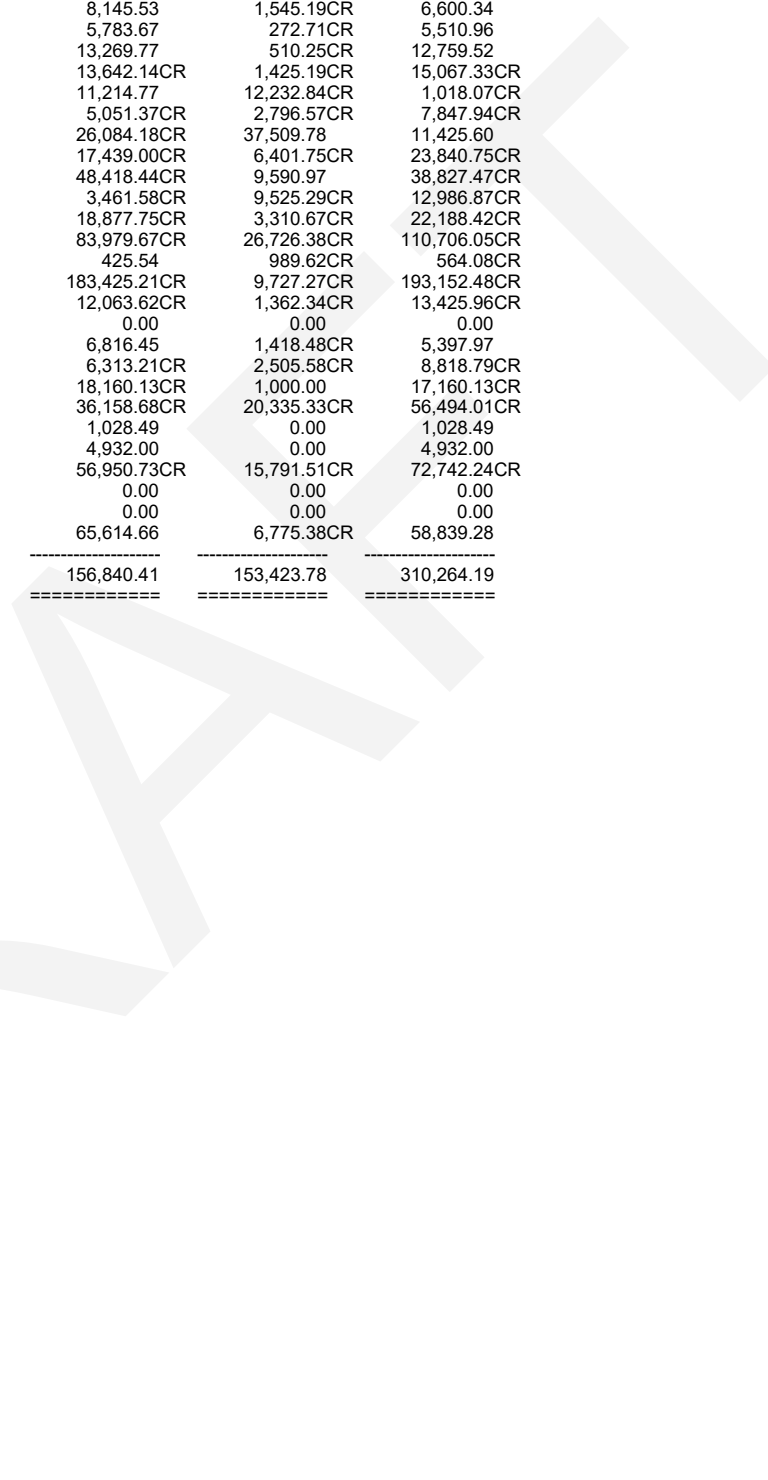 8,145.53 1,545.19CR 6,600.34
5,783.67 272.71CR 5,510.96
13,269.77 510.25CR 12,759.52
13,642.14CR 1,425.19CR 15,067.33CR
11,214.77 12,232.84CR 1,018.07CR
5,051.37CR 2,796.57CR 7,847.94CR
26,084.18CR 37,509.78 11,425.60
17,439.00CR 6,401.75CR 23,840.75CR
48,418.44CR 9,590.97 38,827.47CR
3,461.58CR 9,525.29CR 12,986.87CR
18,877.75CR 3,310.67CR 22,188.42CR
83,979.67CR 26,726.38CR 110,706.05CR
425.54 989.62CR 564.08CR
183,425.21CR 9,727.27CR 193,152.48CR
12,063.62CR 1,362.34CR 13,425.96CR
0.00 0.00 0.00
6,816.45 1,418.48CR 5,397.97
6,313.21CR 2,505.58CR 8,818.79CR
18,160.13CR 1,000.00 17,160.13CR
36,158.68CR 20,335.33CR 56,494.01CR
1,028.49 0.00 1,028.49
4,932.00 0.00 4,932.00
56,950.73CR 15,791.51CR 72,742.24CR
0.00 0.00 0.00
0.00 0.00 0.00
65,614.66 6,775.38CR 58,839.28
--------------------- --------------------- ---------------------
156,840.41 153,423.78 310,264.19
============ ============ ============